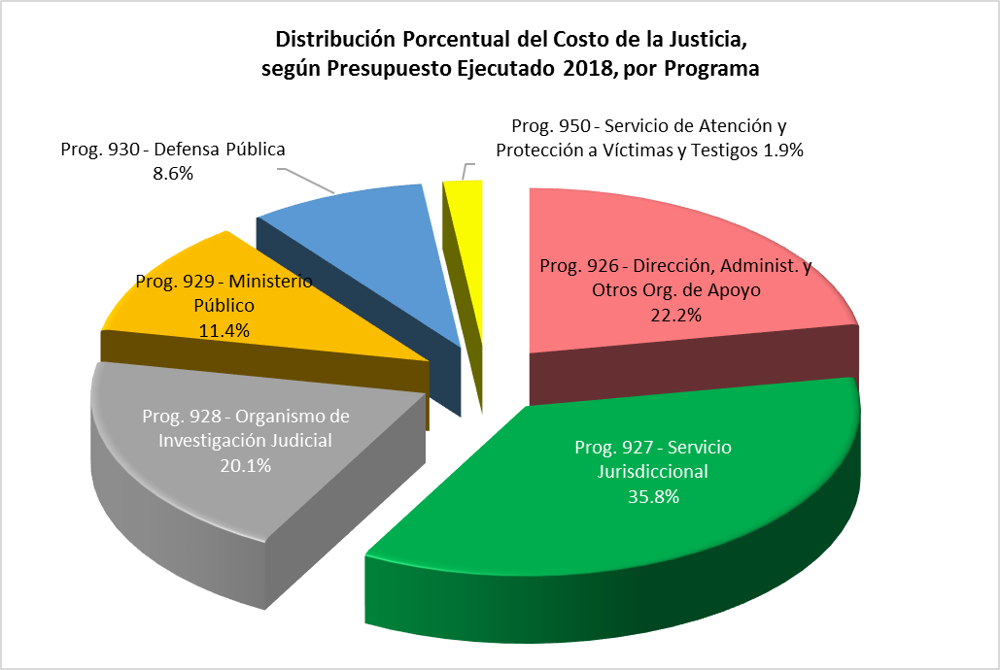 Distribución Porcentual del Costo de la Justicia,
según Presupuesto Ejecutado 2018, por Programa
Prog. 950 - Servicio de Atención y
Protección a Víctimas y Testigos 1.9%
Prog. 930 - Defensa Pública
8.6%
Prog. 926 - Dirección, Administ. y
Otros Org. de Apoyo
22.2%
Prog. 929 - Ministerio
Público
11.4%
Prog. 928 - Organismo de
Investigación Judicial
20.1%
Prog. 927 - Servicio
Jurisdiccional
35.8%